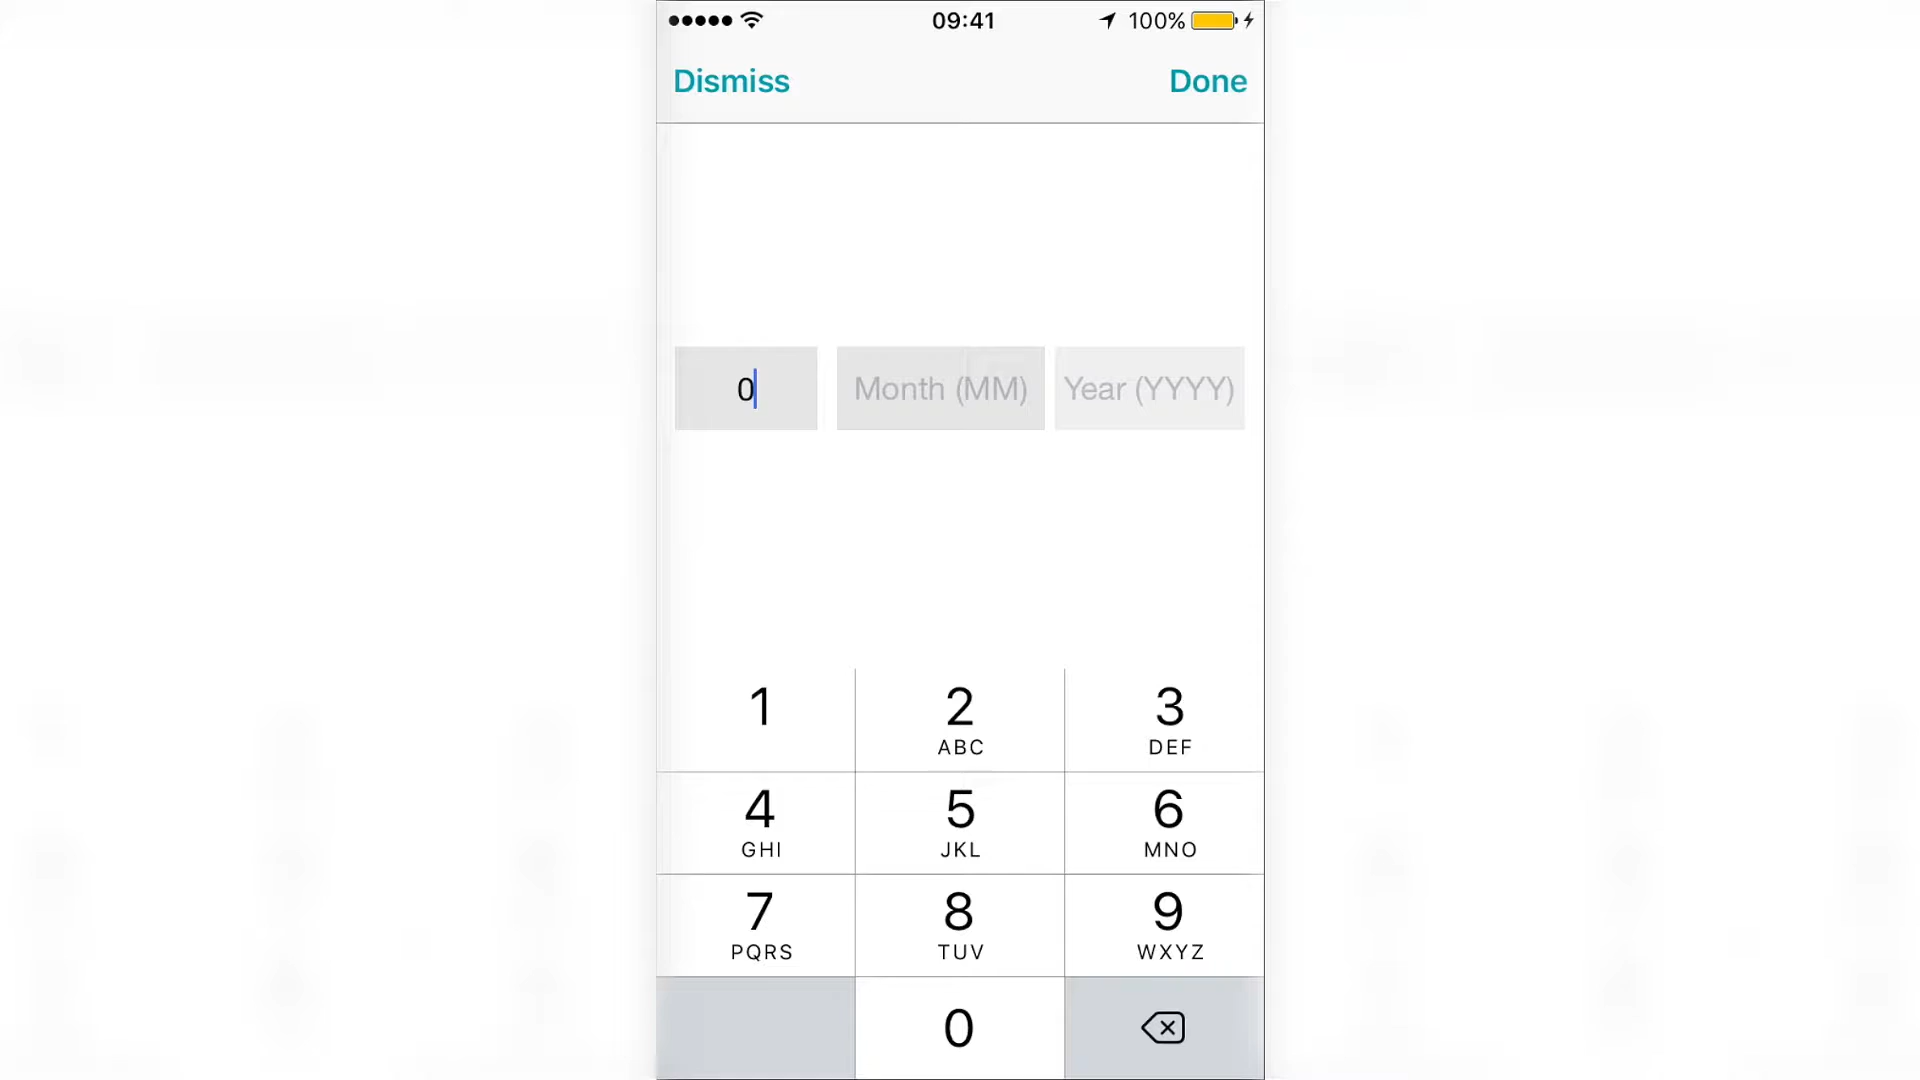 09:41 100%
Dismiss Done
0 Month (MM) Year (YYYY)
1 2 3
ABC DEF
4 5 6
GHI JKL MNO
7 8 9
PQRS TUV WXYZ
0